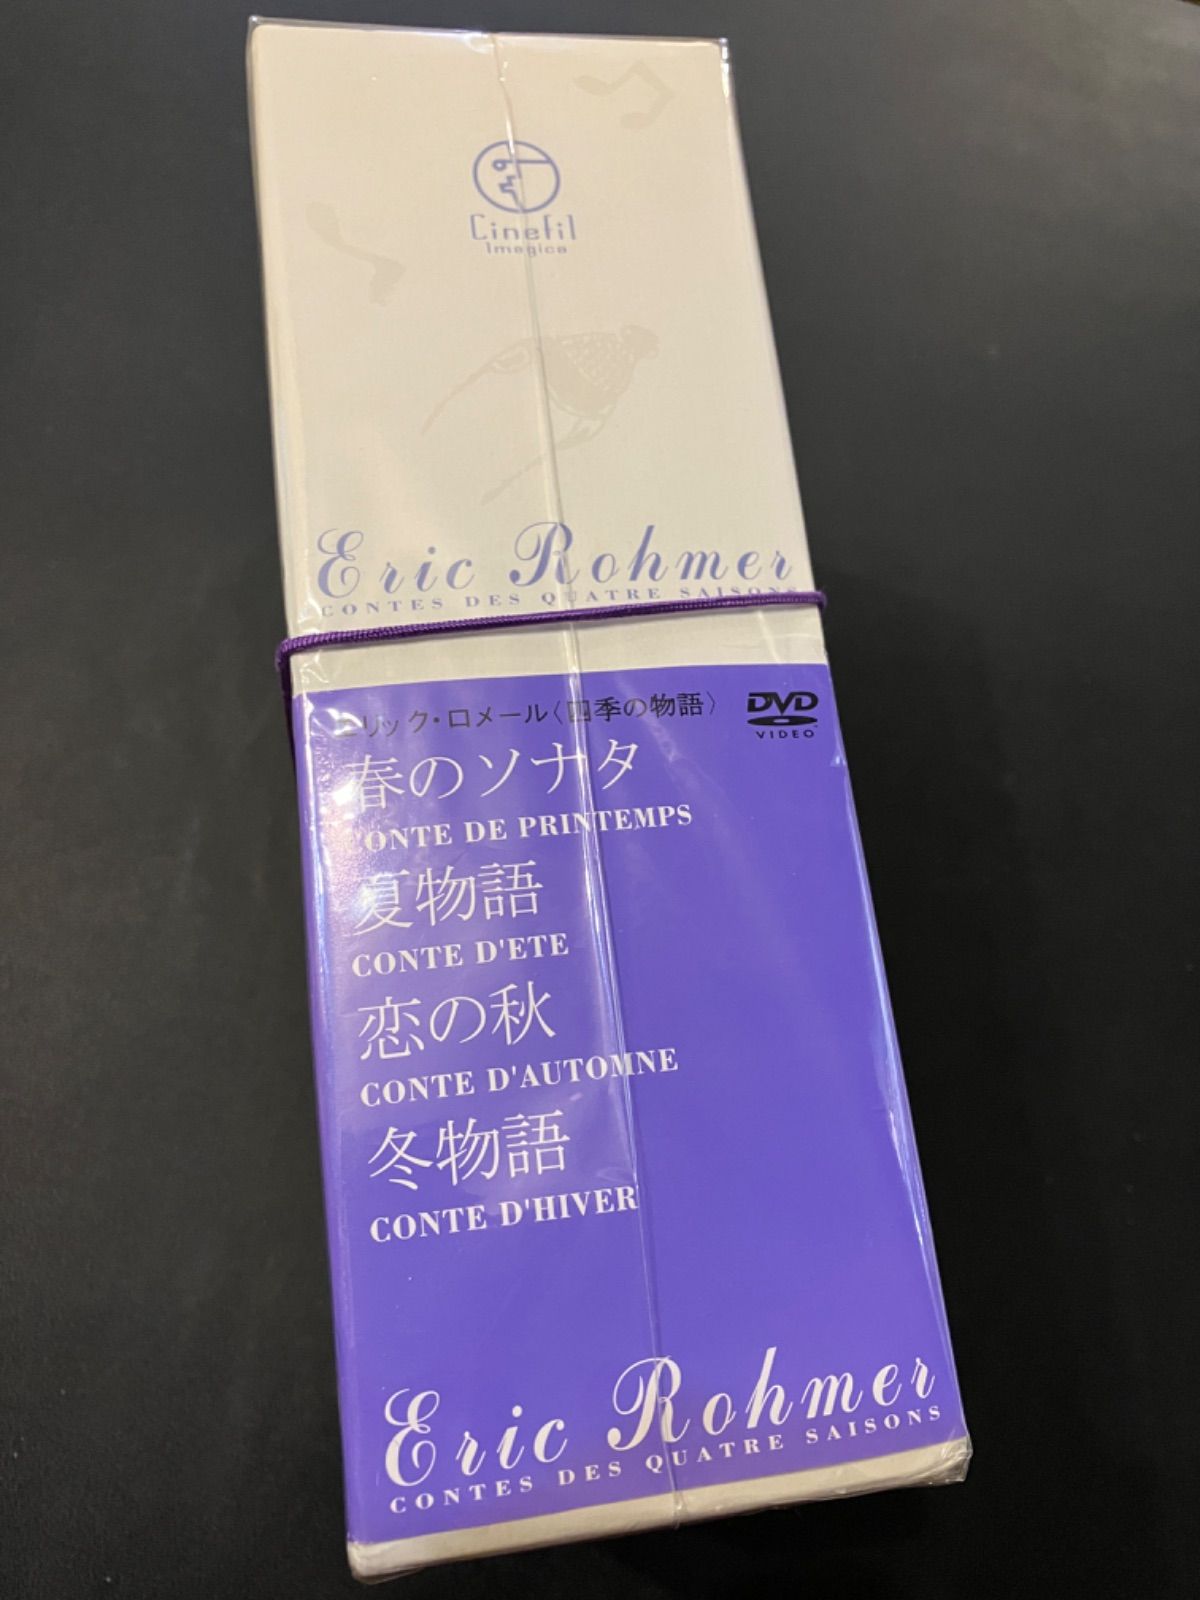 Cinefil
Imagica
Eric Rohmer
CONTES DES QUATRE SAISONS
エリック・ロメール〈四季の物語〉
DVD
VIDEO
春のソナタ
CONTE DE PRINTEMPS
夏物語
CONTE D'ETE
恋の秋
CONTE D'AUTOMNE
冬物語
CONTE D'HIVER
Eric Rohmer
CONTES DES QUATRE SAISONS